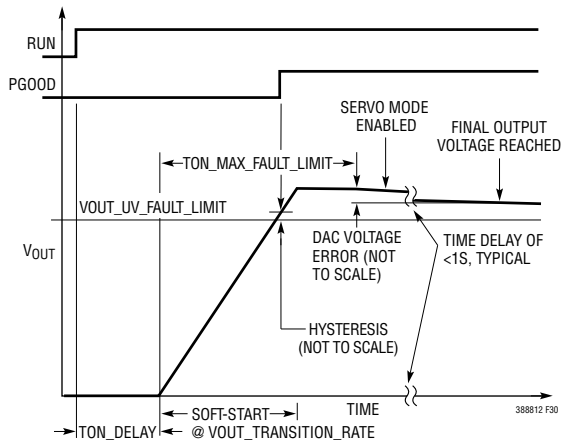 RUN
PGOOD
SERVO MODE
ENABLED
FINAL OUTPUT
VOLTAGE REACHED
TON_MAX_FAULT_LIMIT
VOUT_UV_FAULT_LIMIT
VOUT
DAC VOLTAGE
ERROR (NOT
TO SCALE)
TIME DELAY OF
<1S, TYPICAL
HYSTERESIS
(NOT TO SCALE)
SOFT-START
TIME
388812 F30
TON_DELAY
@ VOUT_TRANSITION_RATE